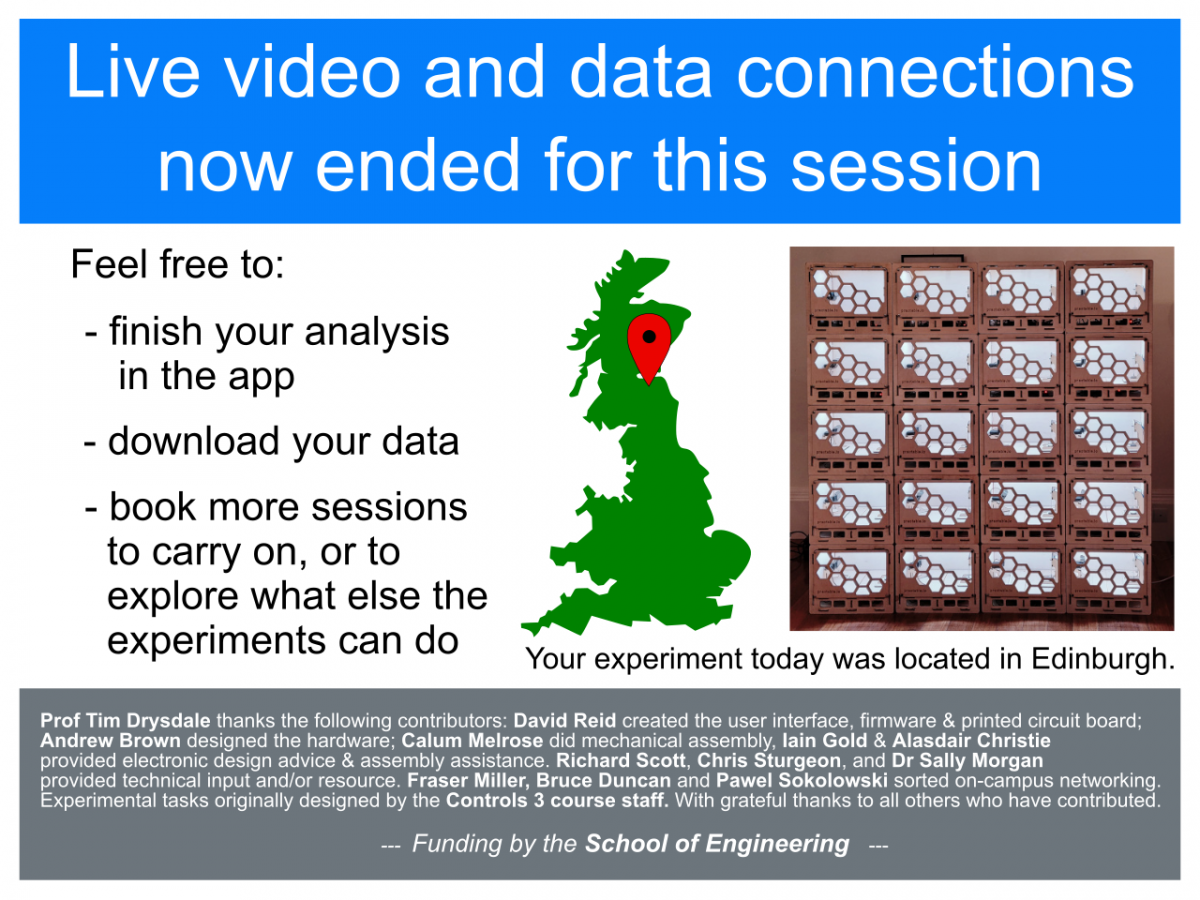 Live video and data connections
now ended for this session
Feel free to:
- finish your analysis
in the app
- download your data
- book more sessions
to carry on, or to
explore what else the
experiments can do
Your experiment today was located in Edinburgh.
Prof Tim Drysdale thanks the following contributors: David Reid created the user interface, firmware & printed circuit board;
Andrew Brown designed the hardware; Calum Melrose did mechanical assembly, Iain Gold & Alasdair Christie
provided electronic design advice & assembly assistance. Richard Scott, Chris Sturgeon, and Dr Sally Morgan
provided technical input and/or resource. Fraser Miller, Bruce Duncan and Pawel Sokolowski sorted on-campus networking.
Experimental tasks originally designed by the Controls 3 course staff. With grateful thanks to all others who have contributed.
--- Funding by the School of Engineering ---